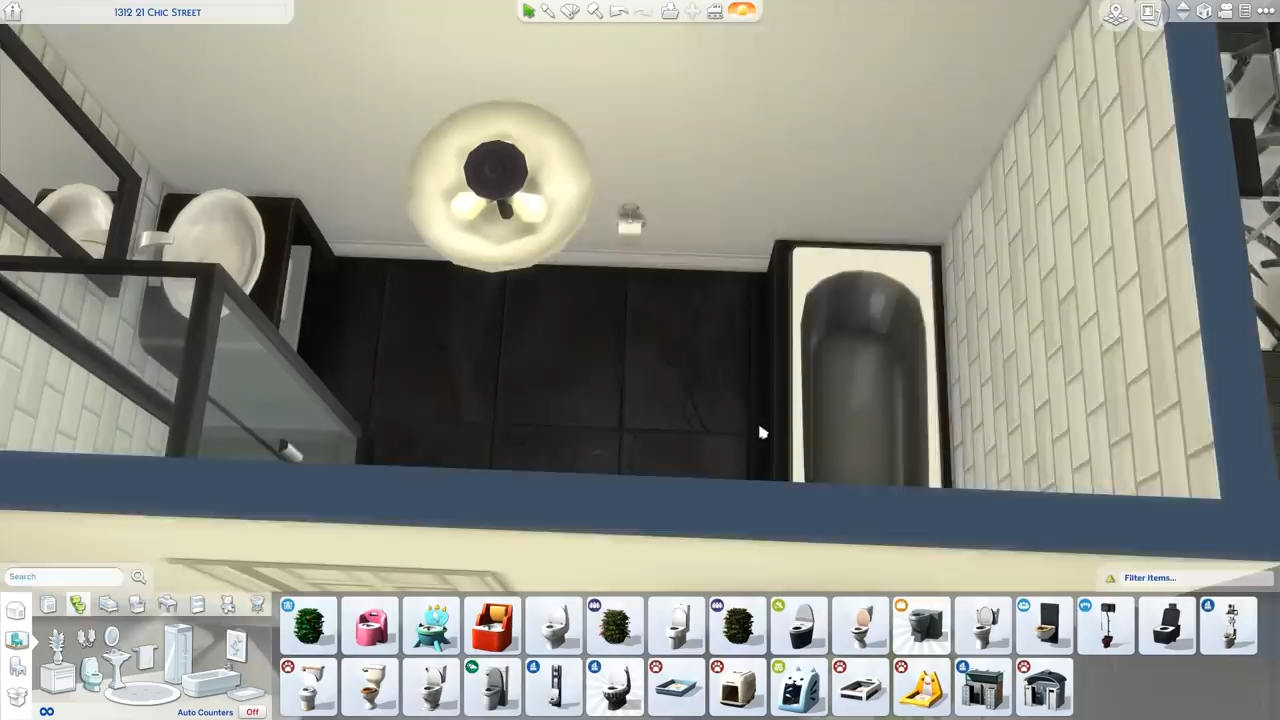 1312 21 CHIC STREET
Search
Filter Items...
Auto Counters Off